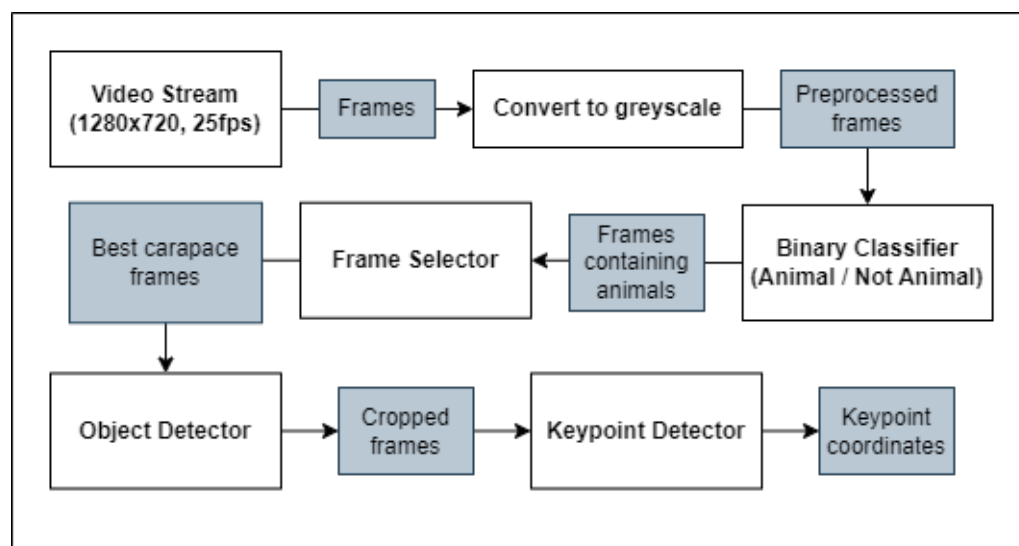 Video Stream
(1280x720, 25fps)
Frames
Convert to greyscale
Preprocessed
frames
Binary Classifier
(Animal / Not Animal)
Frames
containing
animals
Frame Selector
Best carapace
frames
Object Detector
Cropped
frames
Keypoint Detector
Keypoint
coordinates